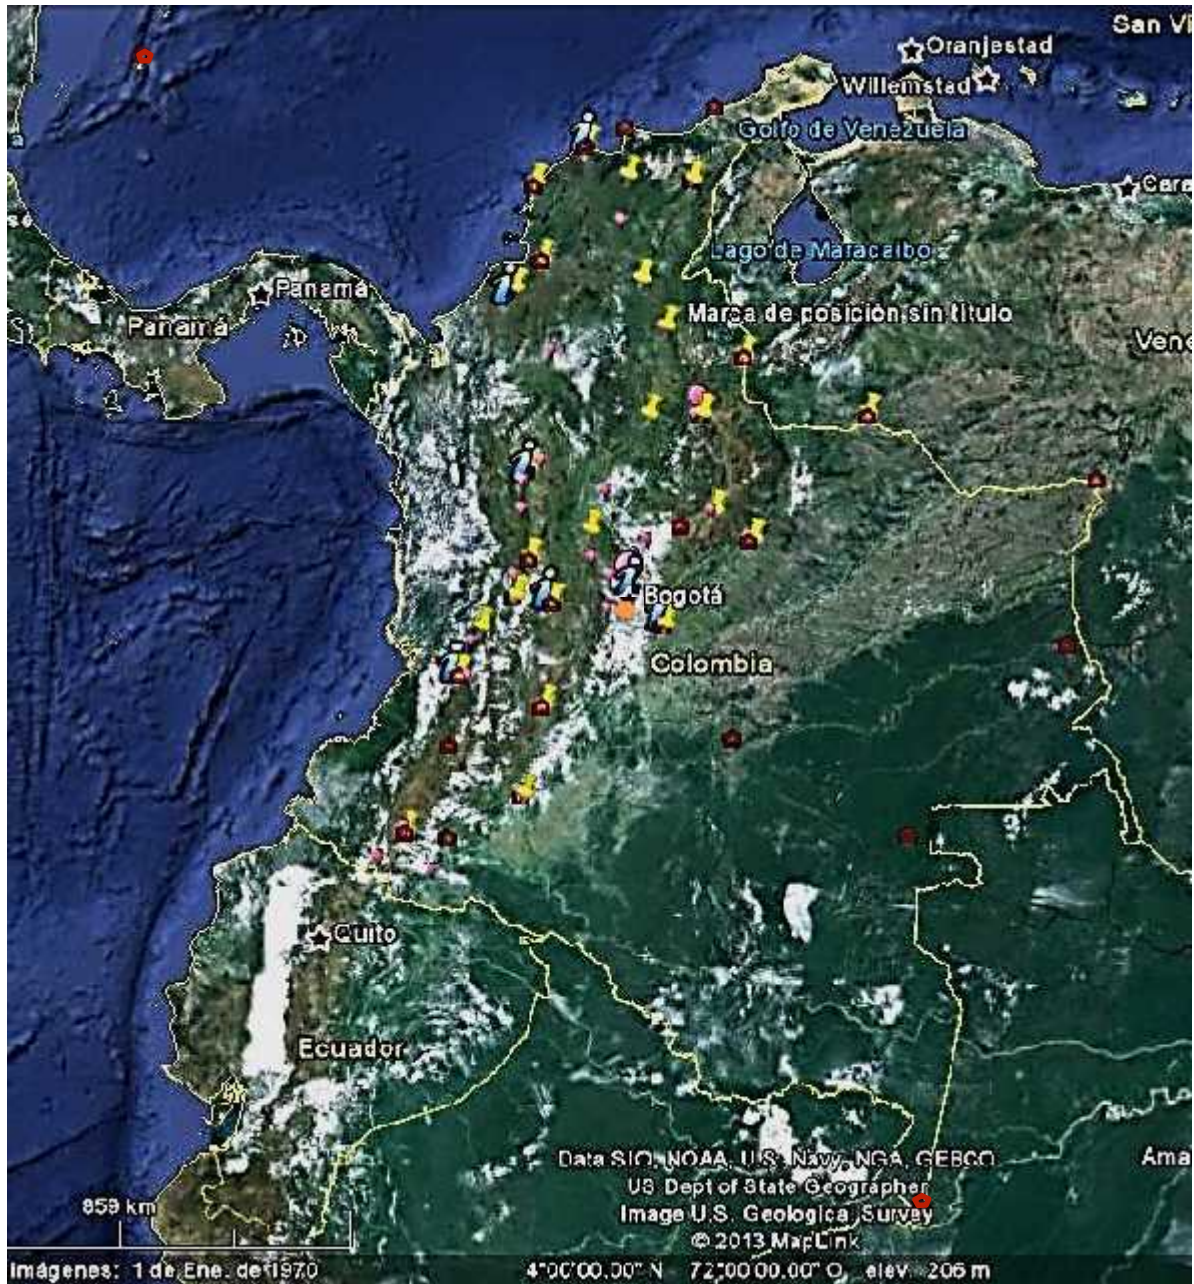 San Vi
Oranjestad
Willemstad
Golfo de Venezuela
Cara
Lago de Maracaibo
Panamá
Panamá
Marca de posición sin título
Vene
Bogotá
Colombia
Quito
Ecuador
Data SIO, NOAA, U.S. Navy, NGA, GEBCO
US Dept of State Geographer
Image U.S. Geological Survey
© 2013 MapLink
Ama
859 km
Imágenes: 1 de Ene. de 1970
4°00'00.00" N 72°00'00.00" O elev 206 m